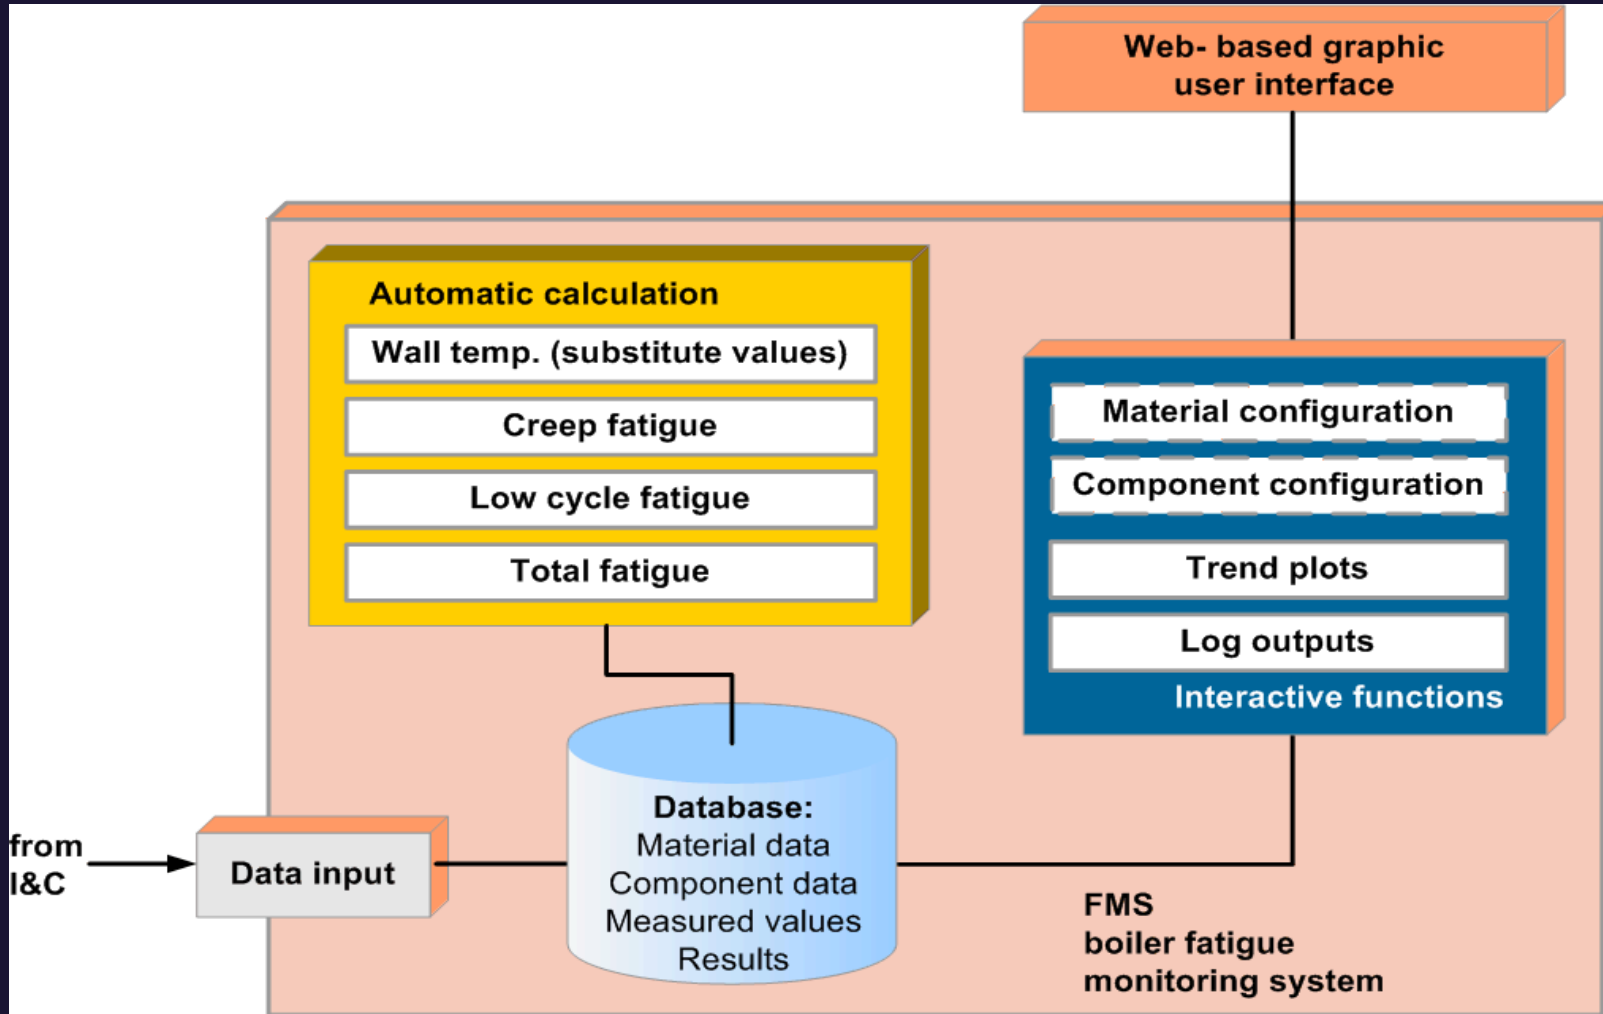 Web- based graphic
user interface
Automatic calculation
Wall temp. (substitute values)
Creep fatigue
Low cycle fatigue
Total fatigue
Material configuration
Component configuration
Trend plots
Log outputs
Interactive functions
from
I&C
Data input
Database:
Material data
Component data
Measured values
Results
FMS
boiler fatigue
monitoring system